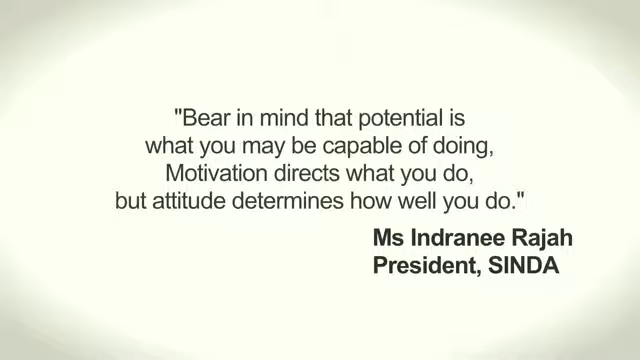 "Bear in mind that potential is
what you may be capable of doing,
Motivation directs what you do,
but attitude determines how well you do."
Ms Indranee Rajah
President, SINDA